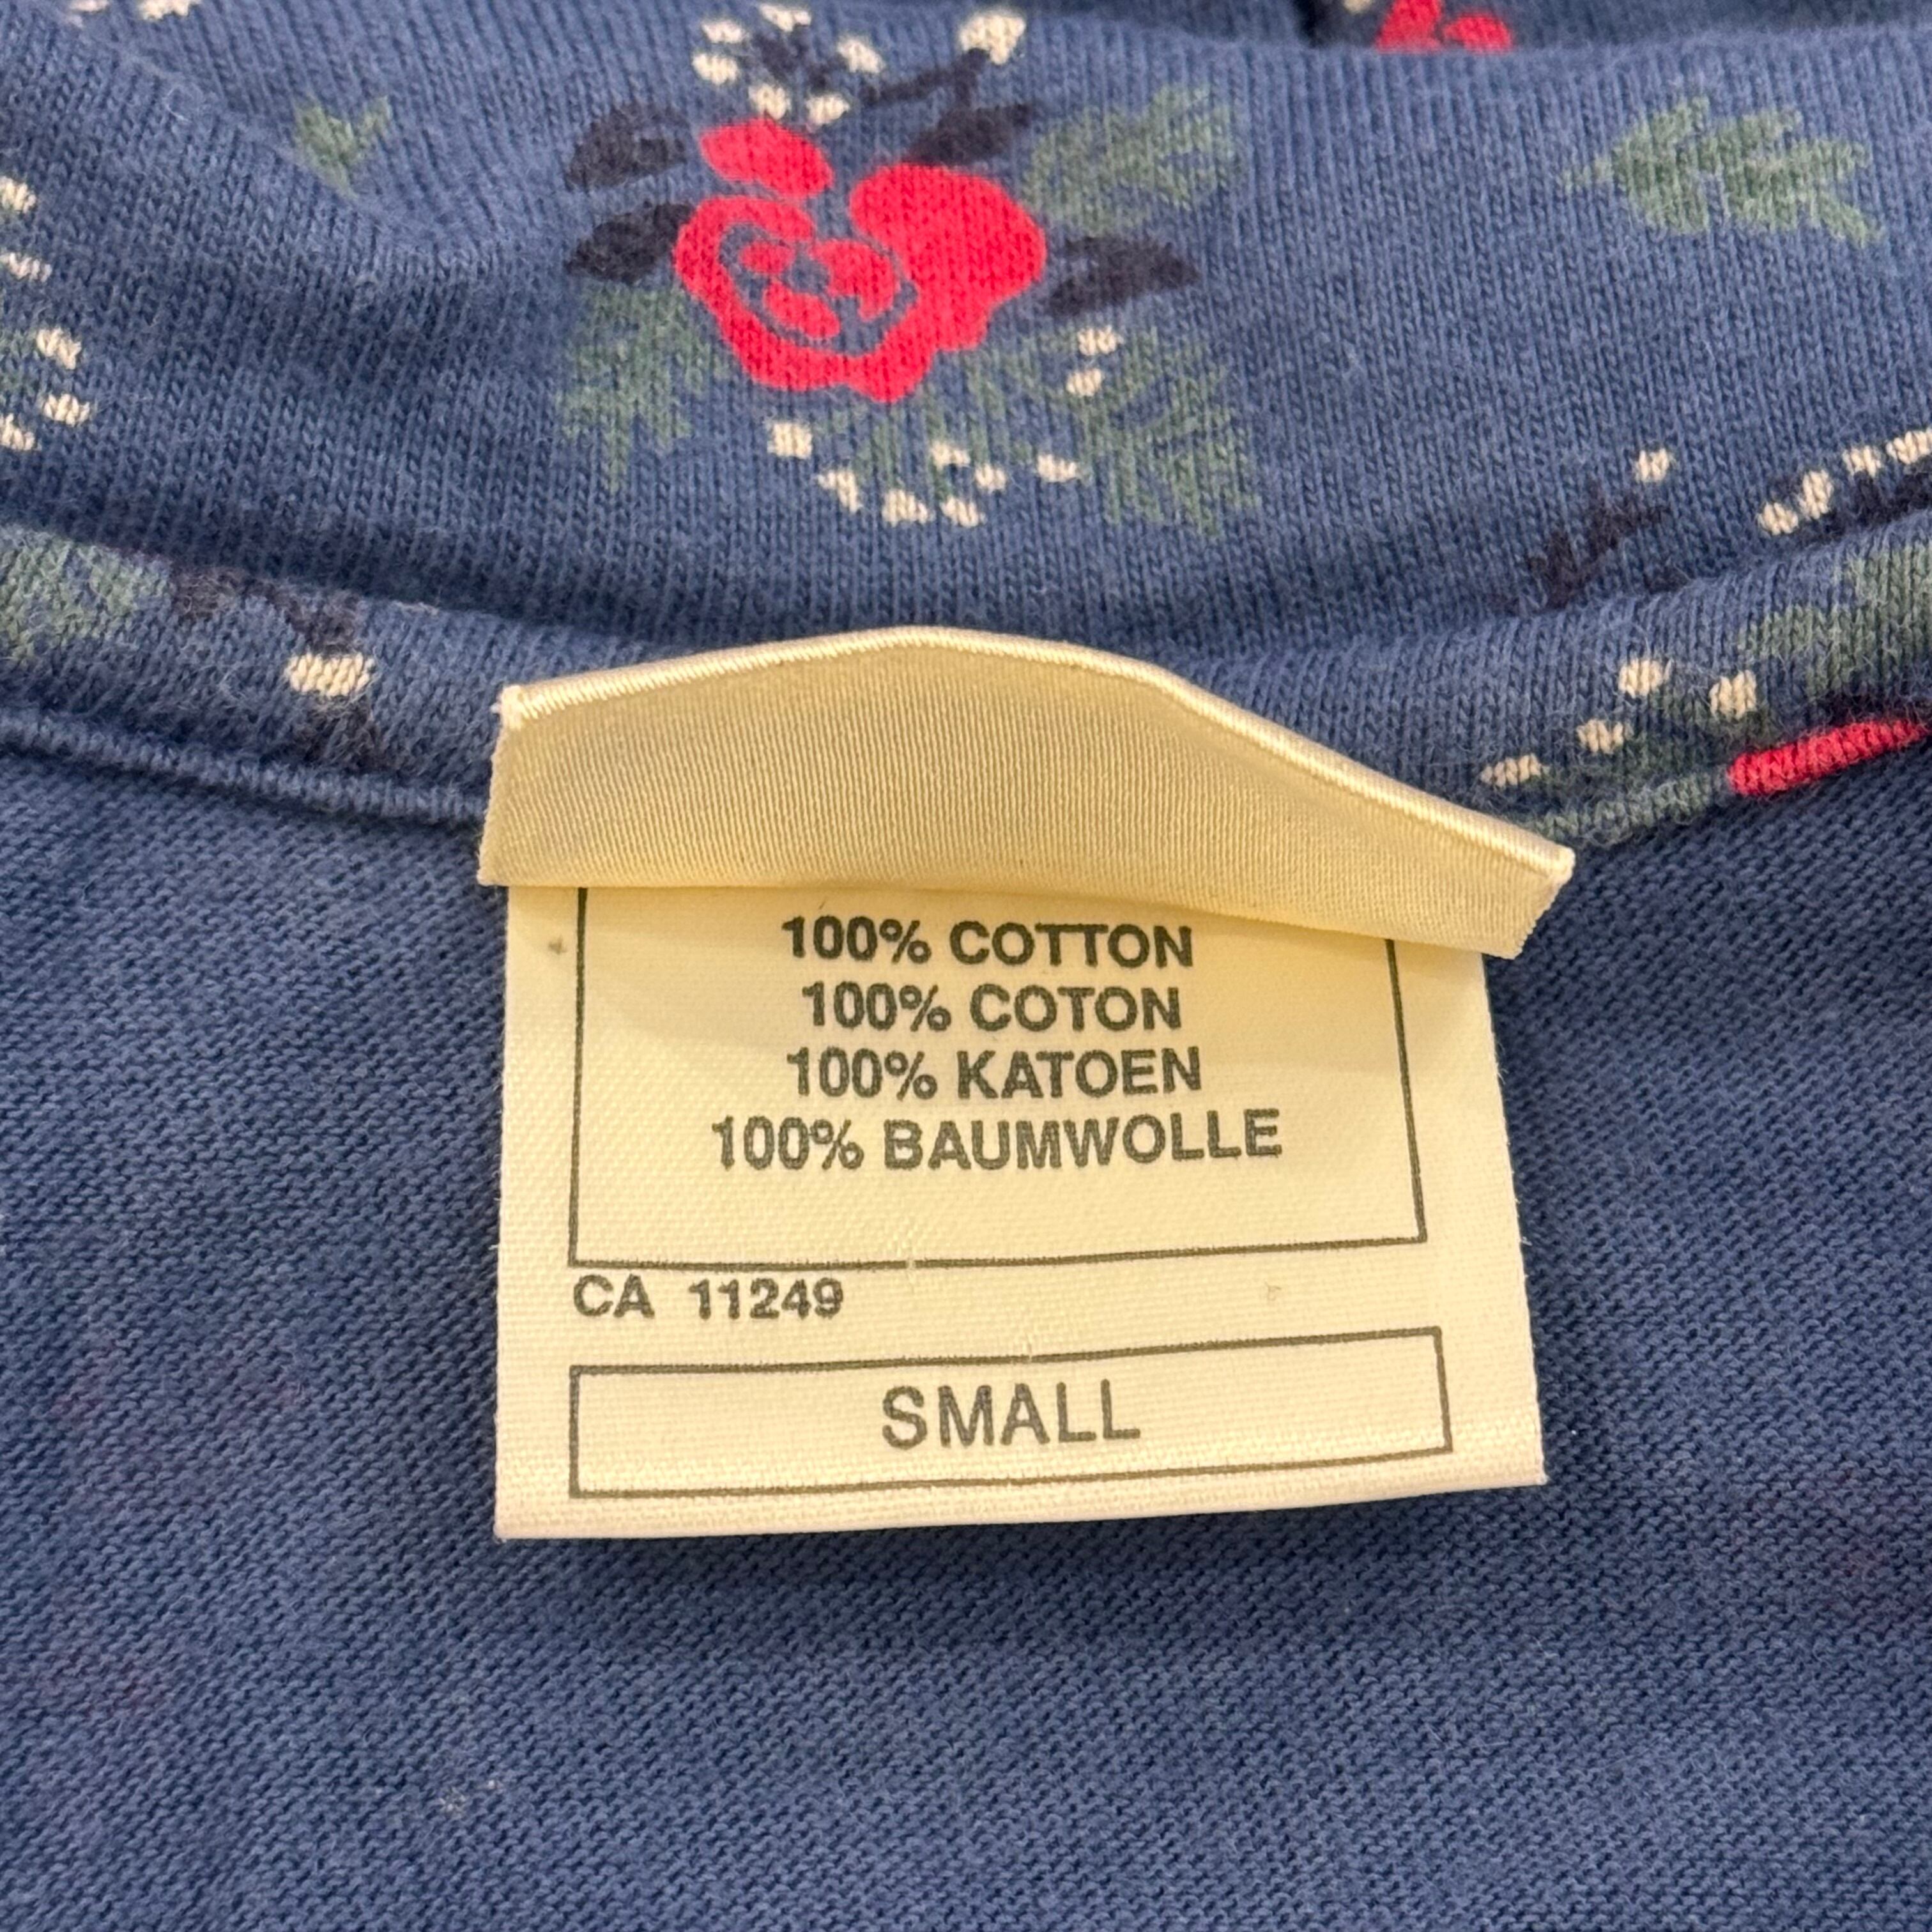 100% COTTON
100% COTON
100% KATOEN
100% BAUMWOLLE
CA 11249
SMALL